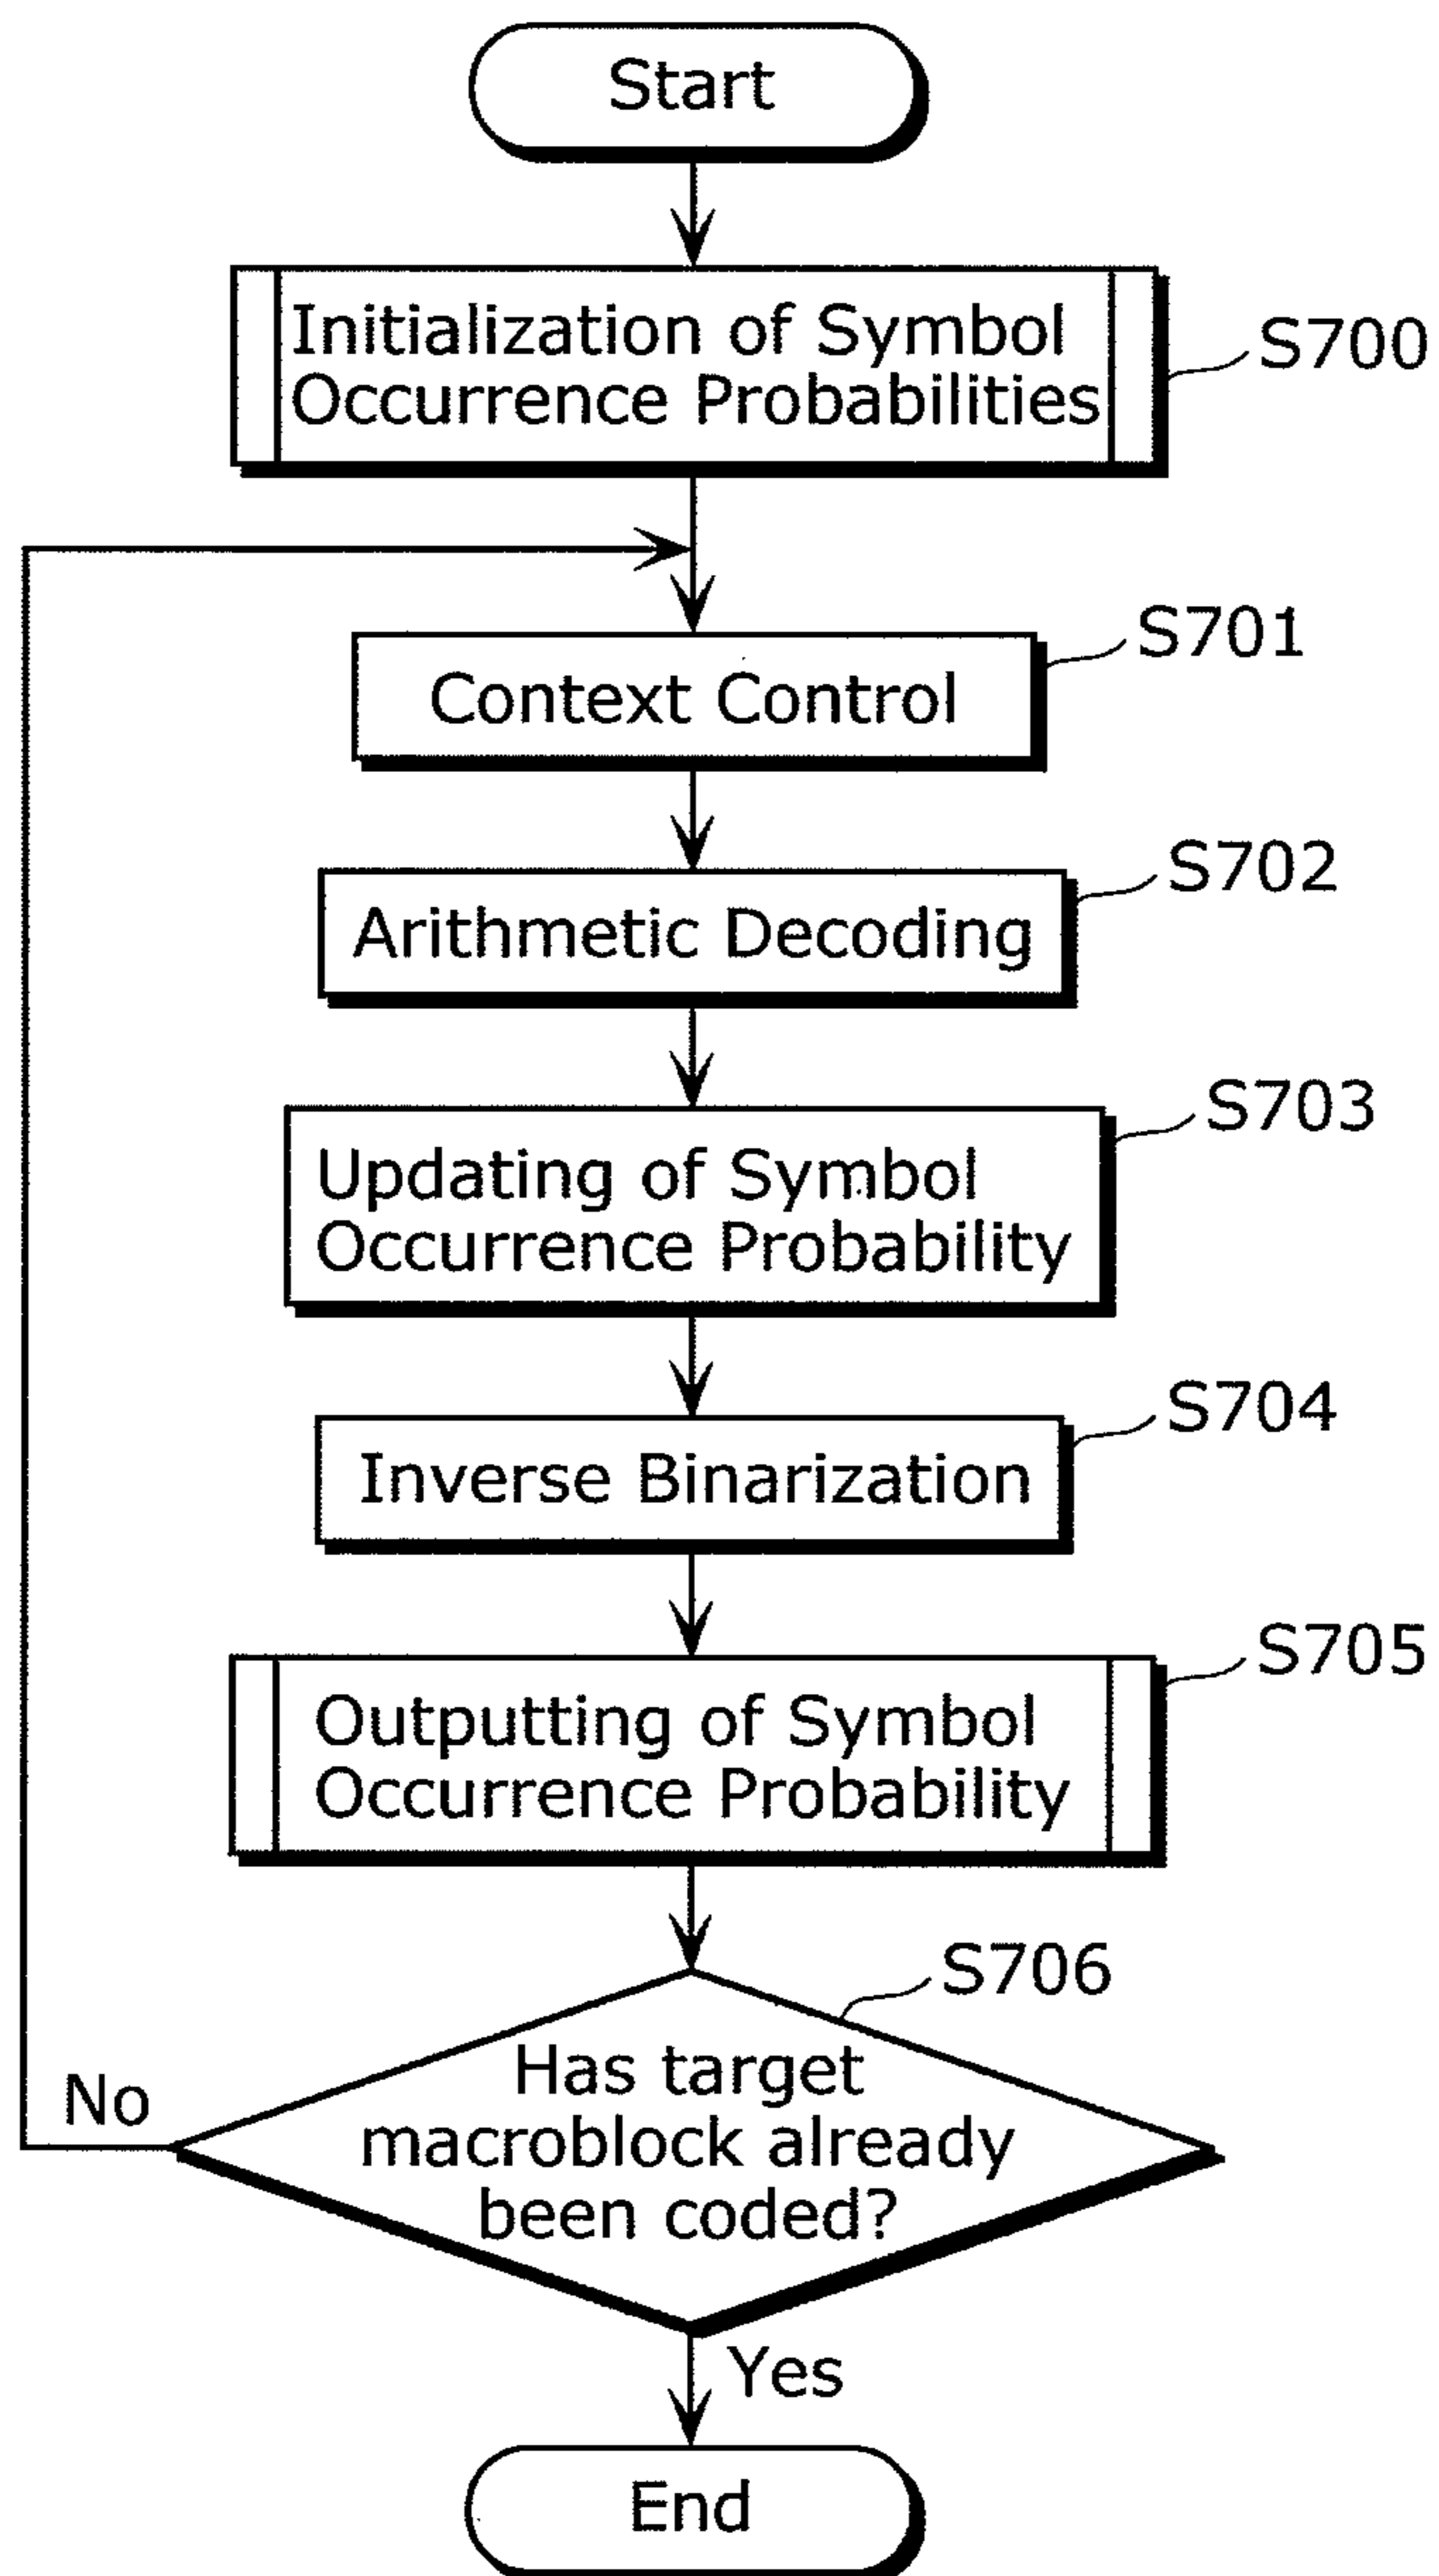 Start
Initialization of Symbol
Occurrence Probabilities
S700
Context Control
S701
Arithmetic Decoding
S702
Updating of Symbol
Occurrence Probability
S703
Inverse Binarization
S704
Outputting of Symbol
Occurrence Probability
S705
S706
Has target
macroblock already
been coded?
No
Yes
End